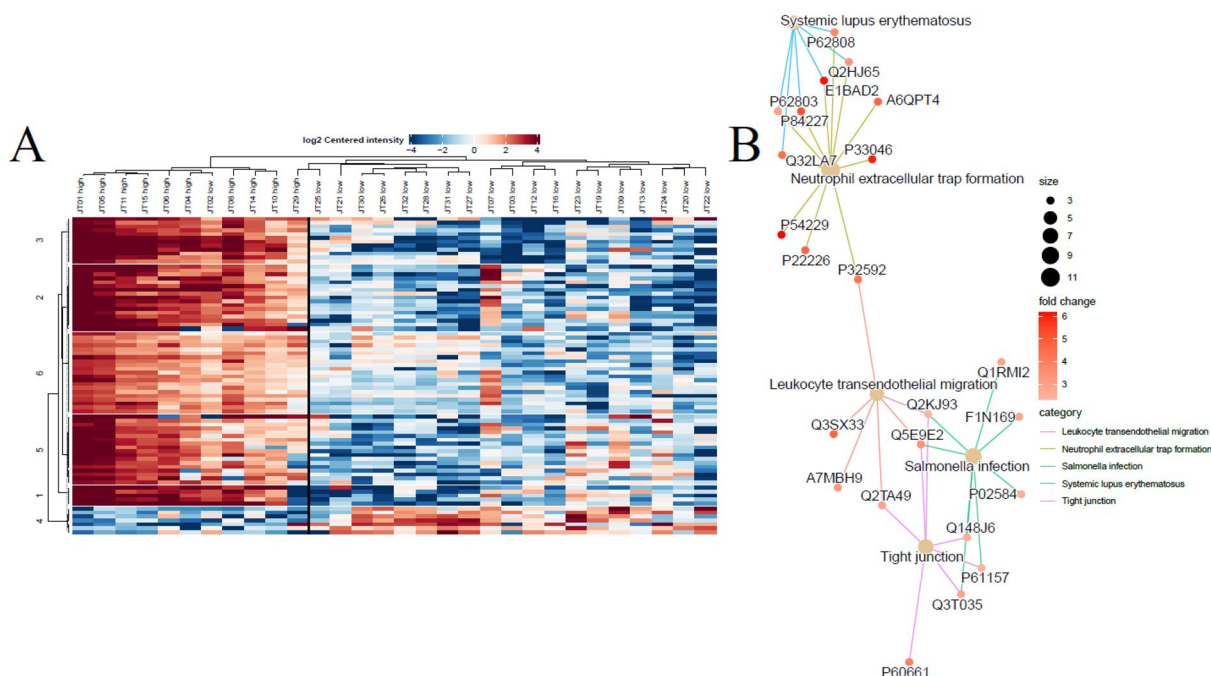 A
log2 Centered intensity
−4 −2 0 2 4
JT01 high
JT05 high
JT11 high
JT15 high
JT06 high
JT04 high
JT02 low
JT08 high
JT14 high
JT10 high
JT29 high
JT25 low
JT21 low
JT30 low
JT26 low
JT32 low
JT28 low
JT31 low
JT27 low
JT07 low
JT03 low
JT12 low
JT16 low
JT23 low
JT19 low
JT09 low
JT13 low
JT24 low
JT20 low
JT22 low
3
2
6
5
1
4
B
Systemic lupus erythematosus
P62808
Q2HJ65
E1BAD2
P62803
A6QPT4
P84227
P33046
Q32LA7
Neutrophil extracellular trap formation
P54229
P22226
P32592
Q1RMI2
Leukocyte transendothelial migration
Q2KJ93
F1N169
Q3SX33
Q5E9E2
Salmonella infection
A7MBH9
Q2TA49
P02584
Q148J6
Tight junction
P61157
Q3T035
P60661
size
3
5
7
9
11
fold change
6
5
4
3
category
Leukocyte transendothelial migration
Neutrophil extracellular trap formation
Salmonella infection
Systemic lupus erythematosus
Tight junction